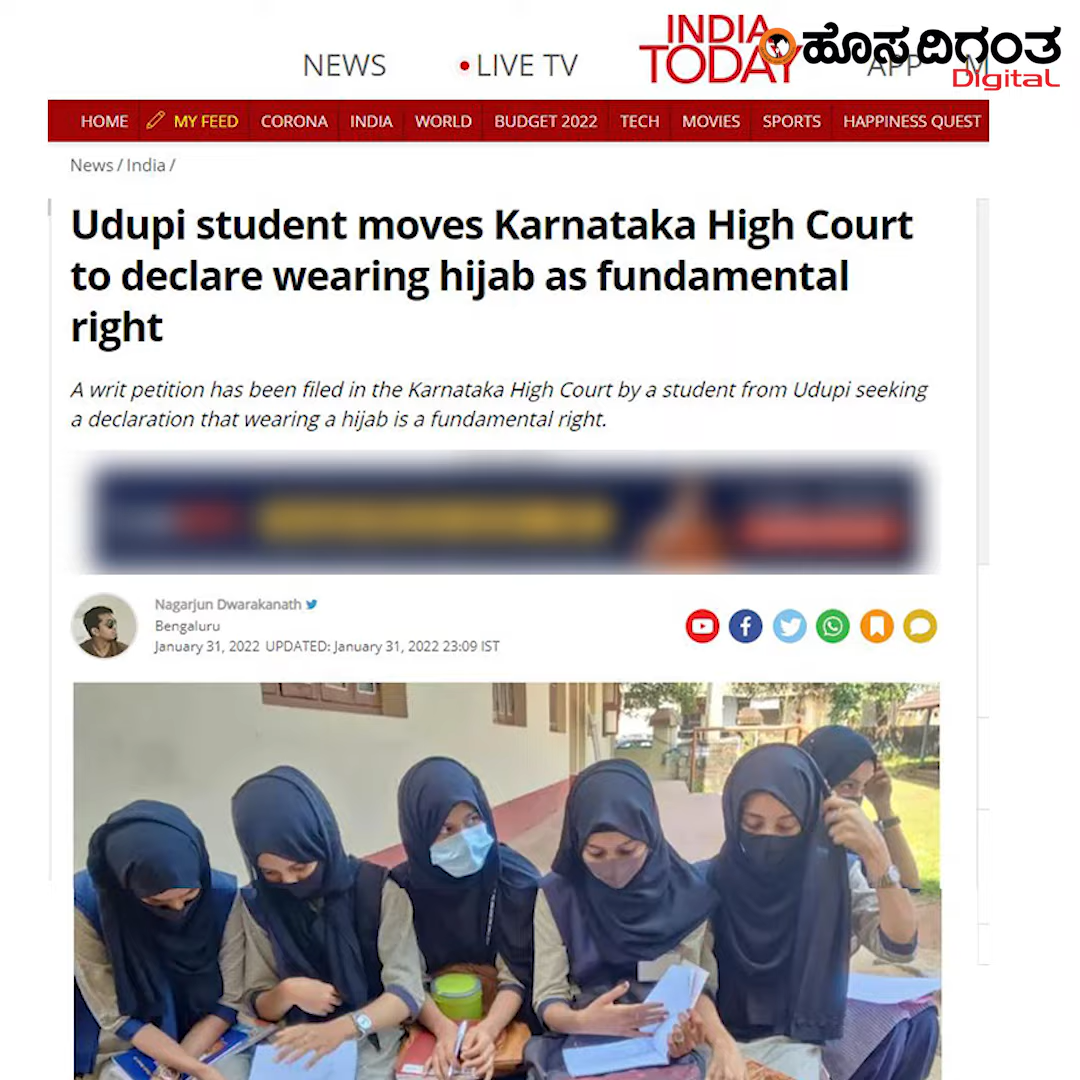 NEWS
LIVE TV
INDIA
TODAY
APP
M
ಹೊಸದಿಗಂತ
Digital
HOME MY FEED CORONA INDIA WORLD BUDGET 2022 TECH MOVIES SPORTS HAPPINESS QUEST
News / India /
Udupi student moves Karnataka High Court
to declare wearing hijab as fundamental
right
A writ petition has been filed in the Karnataka High Court by a student from Udupi seeking
a declaration that wearing a hijab is a fundamental right.
Nagarjun Dwarakanath
Bengaluru
January 31, 2022 UPDATED: January 31, 2022 23:09 IST